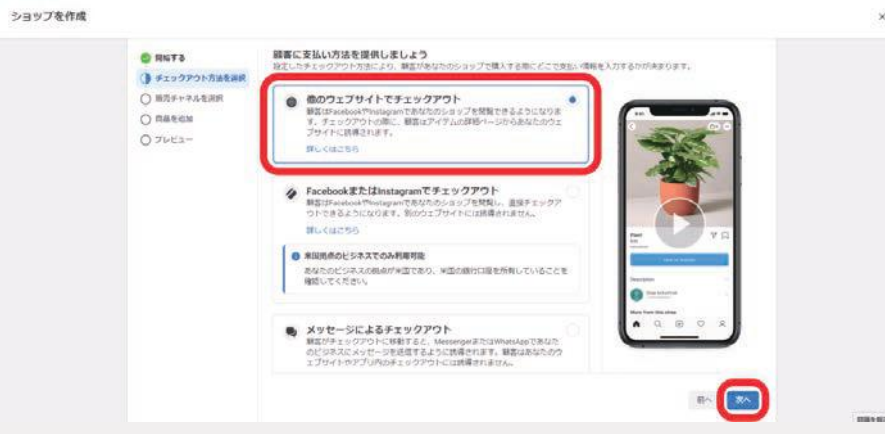 ショップを作成
開始する
チェックアウト方法を選択
販売チャネルを選択
商品を追加
プレビュー
顧客に支払い方法を提供しましょう
設定したチェックアウト方法により、顧客があなたのショップで購入する際にどこで支払い情報を入力するかが決まります。
他のウェブサイトでチェックアウト
顧客はFacebookやInstagramであなたのショップを閲覧できるようになりま
す。チェックアウトの際に、顧客はアイテムの詳細ページからあなたのウェ
ブサイトに誘導されます。
詳しくはこちら
FacebookまたはInstagramでチェックアウト
顧客はFacebookやInstagramであなたのショップを閲覧し、直接チェックア
ウトできるようになります。別のウェブサイトには誘導されません。
詳しくはこちら
米国拠点のビジネスでのみ利用可能
あなたのビジネスの拠点が米国であり、米国の銀行口座を所有していることを
確認してください。
メッセージによるチェックアウト
顧客がチェックアウトに移動すると、MessengerまたはWhatsAppであなた
のビジネスにメッセージを送信するように誘導されます。顧客はあなたのウ
ェブサイトやアプリ内のチェックアウトには誘導されません。
Description
More from this shop
前へ
次へ